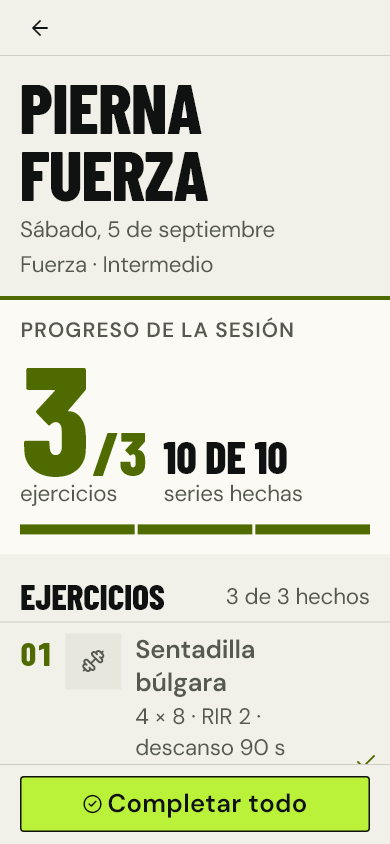 PIERNA
FUERZA
Sábado, 5 de septiembre
Fuerza · Intermedio
PROGRESO DE LA SESIÓN
3/3 10 DE 10
ejercicios series hechas
EJERCICIOS 3 de 3 hechos
01 Sentadilla
búlgara
4 × 8 · RIR 2 ·
descanso 90 s
Completar todo